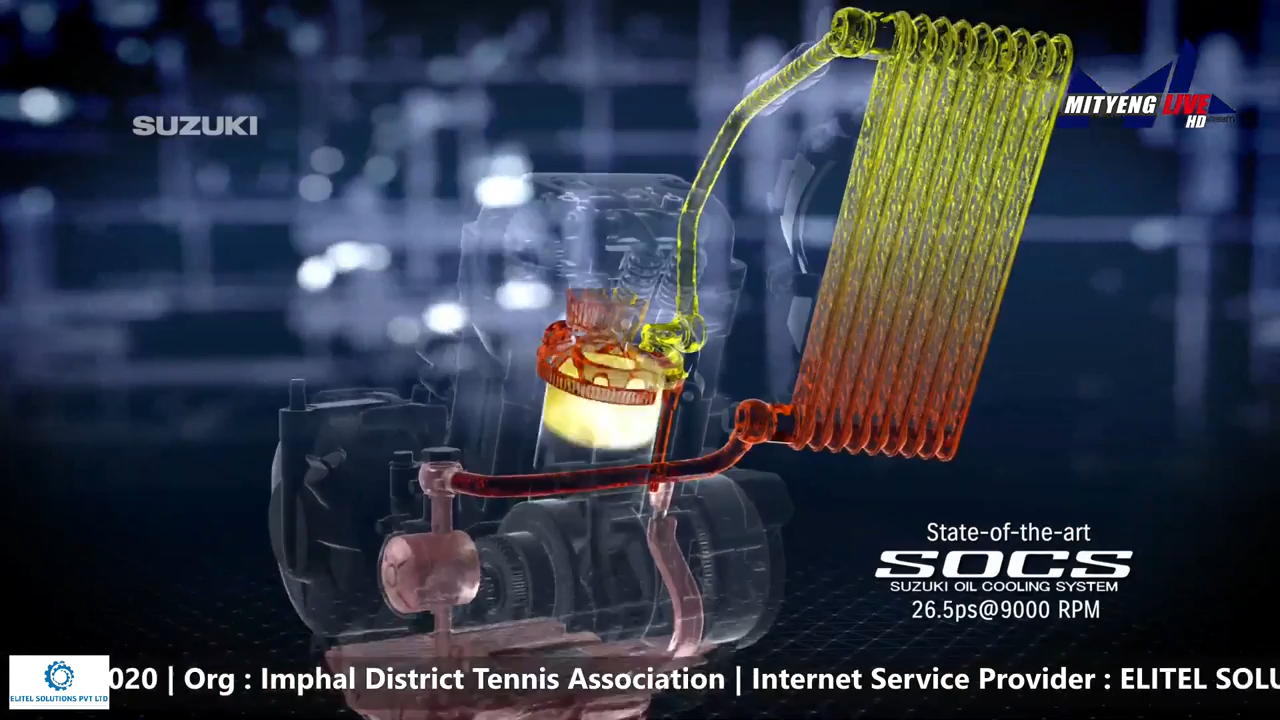 SUZUKI
MITYENG LIVE
HD
State-of-the-art
SOCS
SUZUKI OIL COOLING SYSTEM
26.5ps@9000 RPM
020 | Org : Imphal District Tennis Association | Internet Service Provider : ELITEL SOLU
ELITEL SOLUTIONS PVT LTD